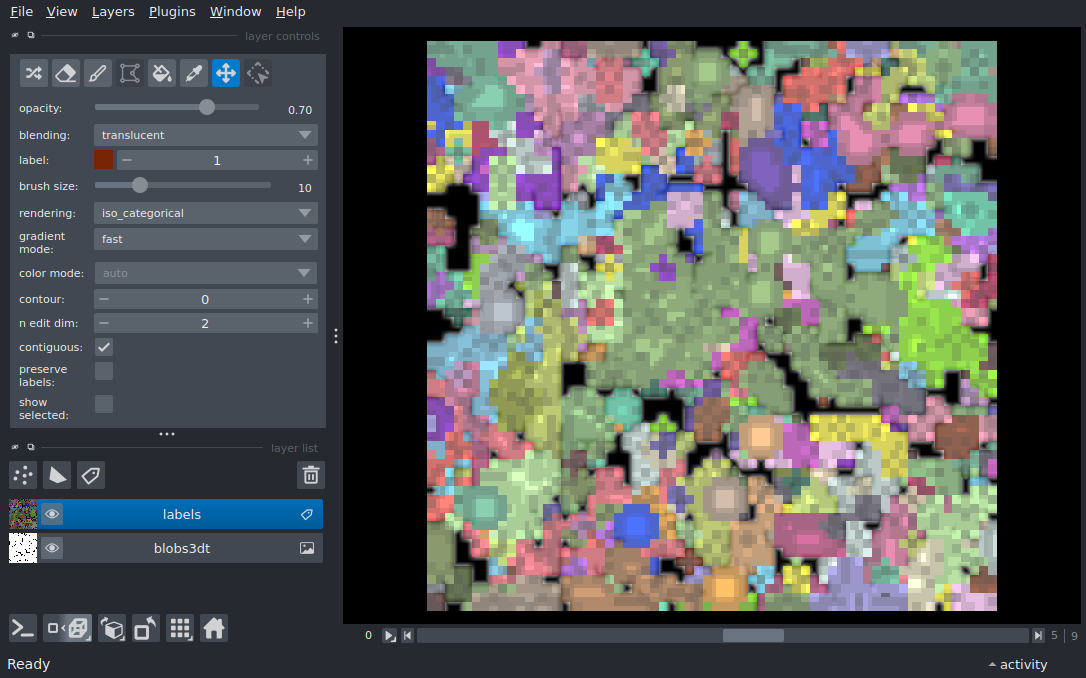 File View Layers Plugins Window Help
layer controls
opacity: 0.70
blending: translucent
label: 1
brush size: 10
rendering: iso_categorical
gradient
mode: fast
color mode: auto
contour: 0
n edit dim: 2
contiguous:
preserve
labels:
show
selected:
layer list
labels
blobs3dt
0 5 9
Ready activity